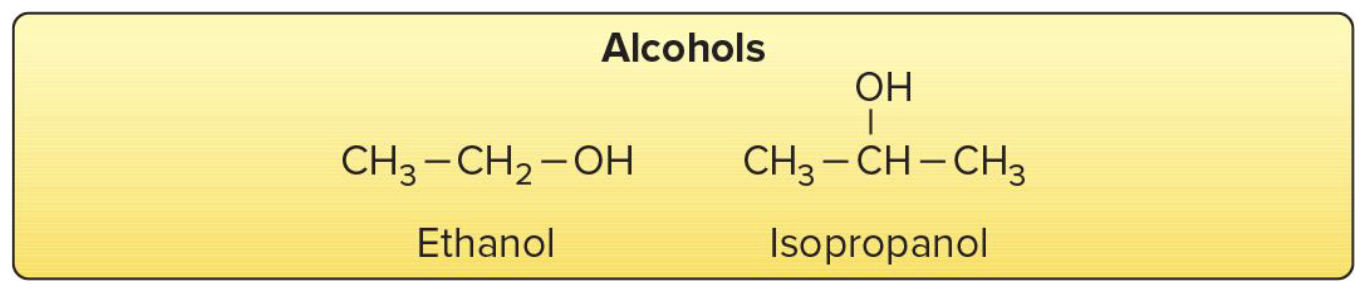 Alcohols
OH
CH₃ – CH₂ – OH CH₃ – CH – CH₃
Ethanol Isopropanol